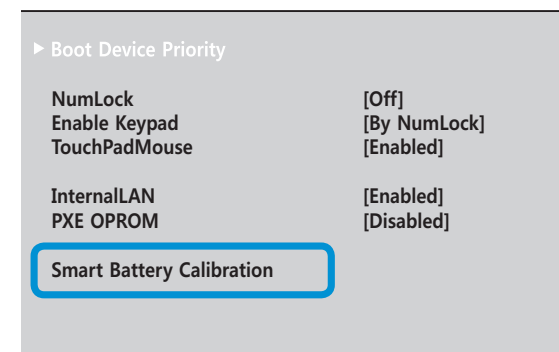 ▶ Boot Device Priority
NumLock [Off]
Enable Keypad [By NumLock]
TouchPadMouse [Enabled]
InternalLAN [Enabled]
PXE OPROM [Disabled]
Smart Battery Calibration